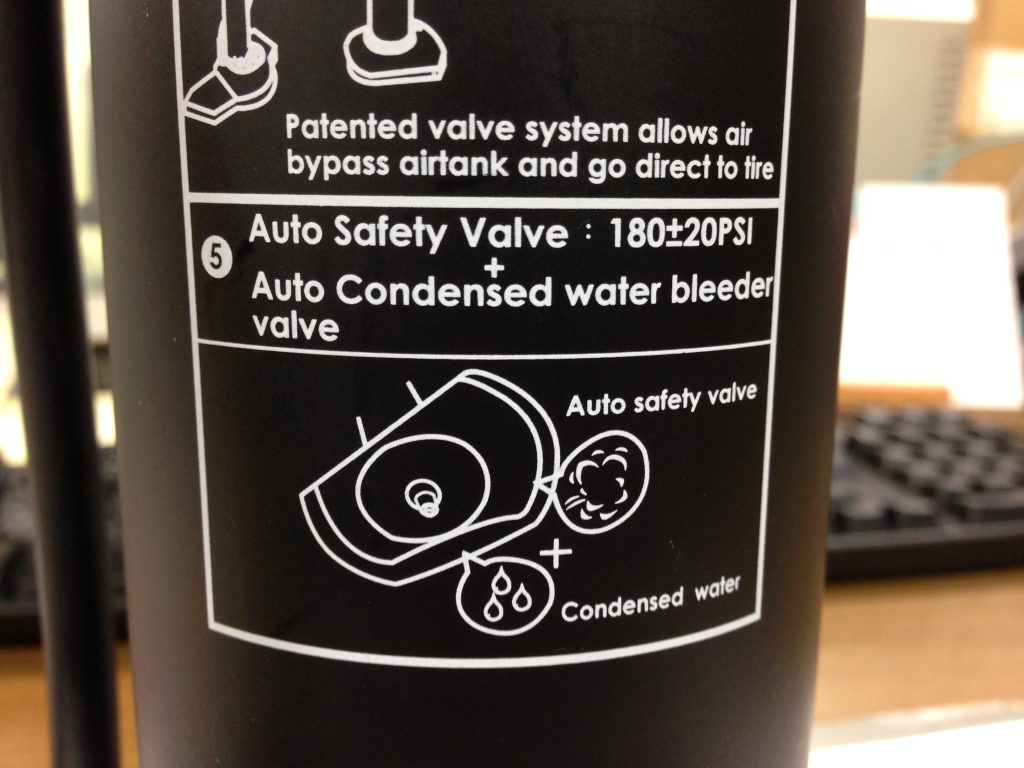 Patented valve system allows air
bypass airtank and go direct to tire
5
Auto Safety Valve : 180±20PSI
+
Auto Condensed water bleeder
valve
Auto safety valve
+
Condensed water